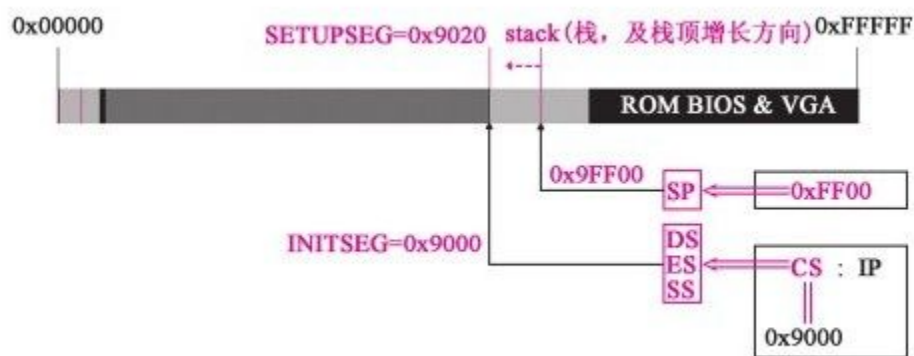 0x00000
SETUPSEG=0x9020 stack(栈，及栈顶增长方向) 0xFFFFF
ROM BIOS & VGA
0x9FF00
SP
0xFF00
INITSEG=0x9000
DS
ES
SS
CS : IP
0x9000